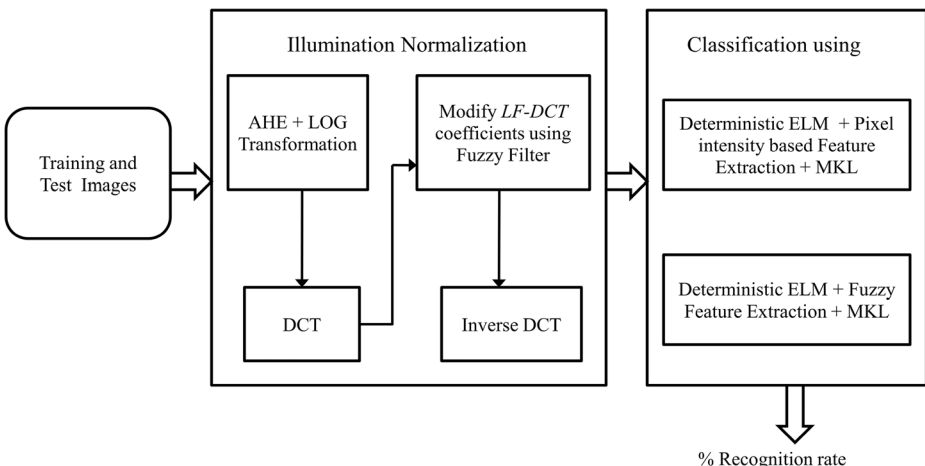 Training and
Test Images
Illumination Normalization
AHE + LOG
Transformation
DCT
Modify LF-DCT
coefficients using
Fuzzy Filter
Inverse DCT
Classification using
Deterministic ELM + Pixel
intensity based Feature
Extraction + MKL
Deterministic ELM + Fuzzy
Feature Extraction + MKL
% Recognition rate